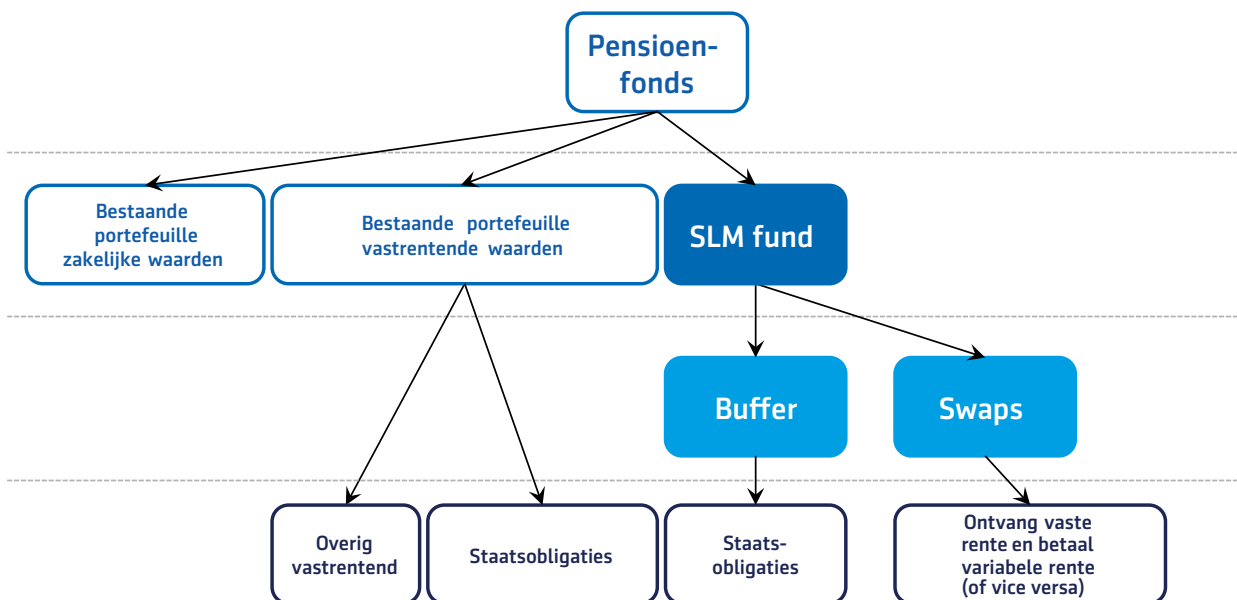 Pensioen-
fonds
Bestaande
portefeuille
zakelijke waarden
Bestaande portefeuille
vastrentende waarden
SLM fund
Buffer
Swaps
Overig
vastrentend
Staatsobligaties
Staats-
obligaties
Ontvang vaste
rente en betaal
variabele rente
(of vice versa)